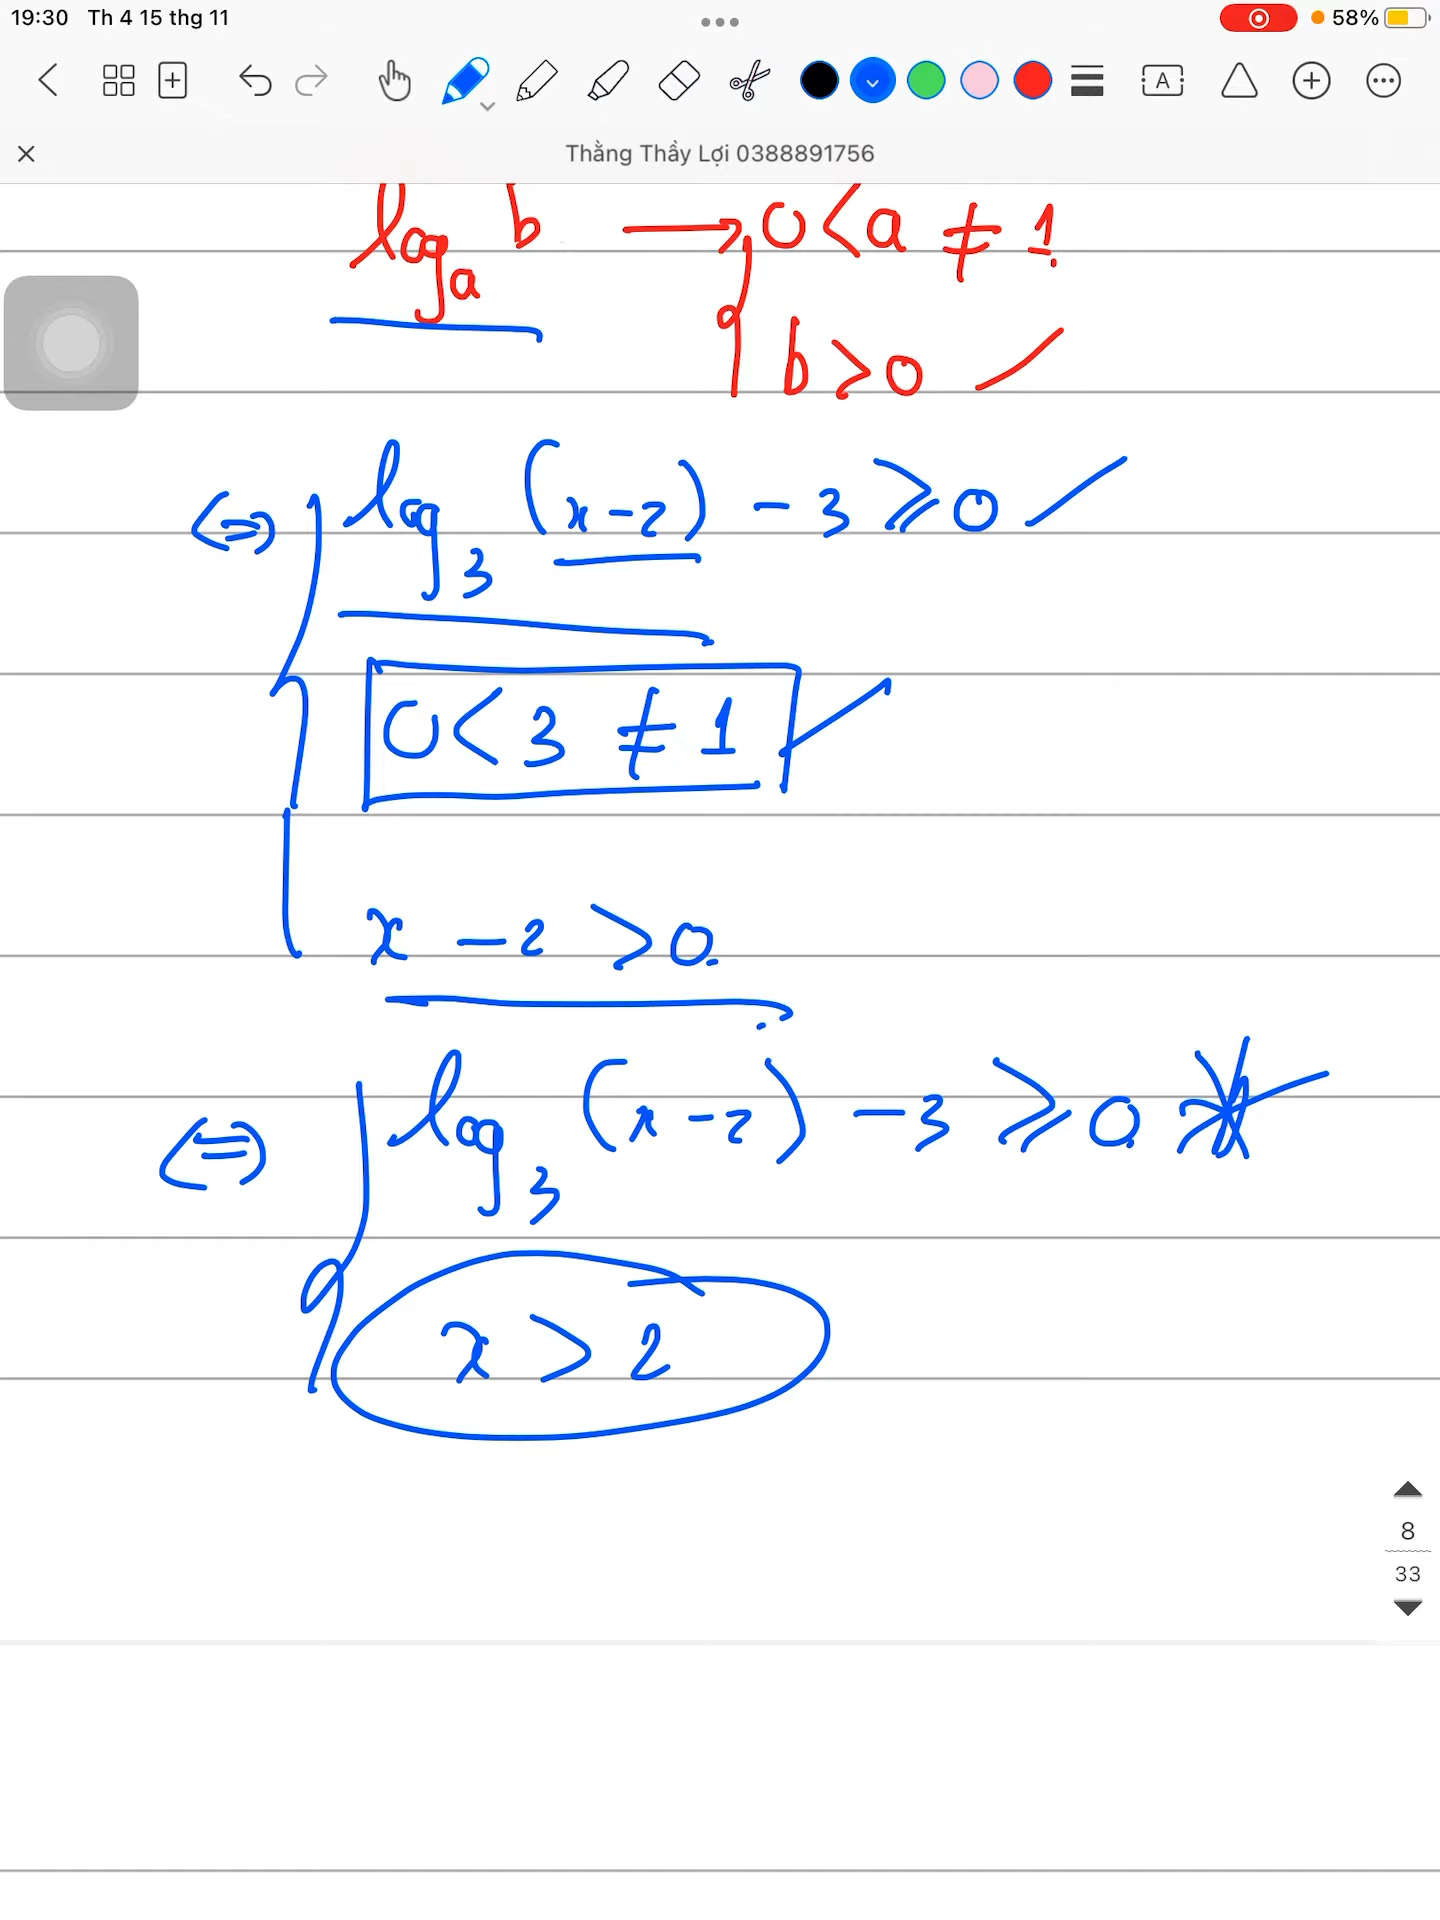 19:30 Th 4 15 thg 11
58%
A
Thằng Thầy Lợi 0388891756
log_a b → 0 < a ≠ 1
b > 0
⇔ log_3 (x - 2) - 3 ⩾ 0
0 < 3 ≠ 1
x - 2 > 0.
⇔ log_3 (x - 2) - 3 ⩾ 0 *
x > 2
8
33